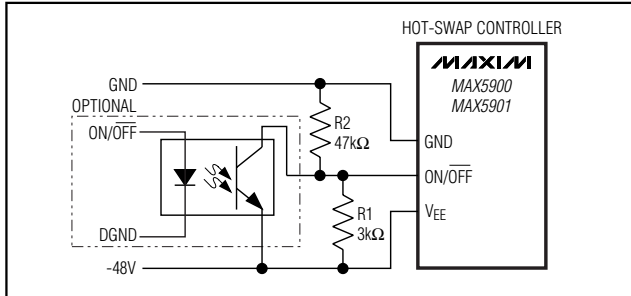 HOT-SWAP CONTROLLER
MAXIM
MAX5900
MAX5901
GND
OPTIONAL
ON/OFF
R2
47kΩ
GND
ON/OFF
R1
3kΩ
VEE
DGND
-48V